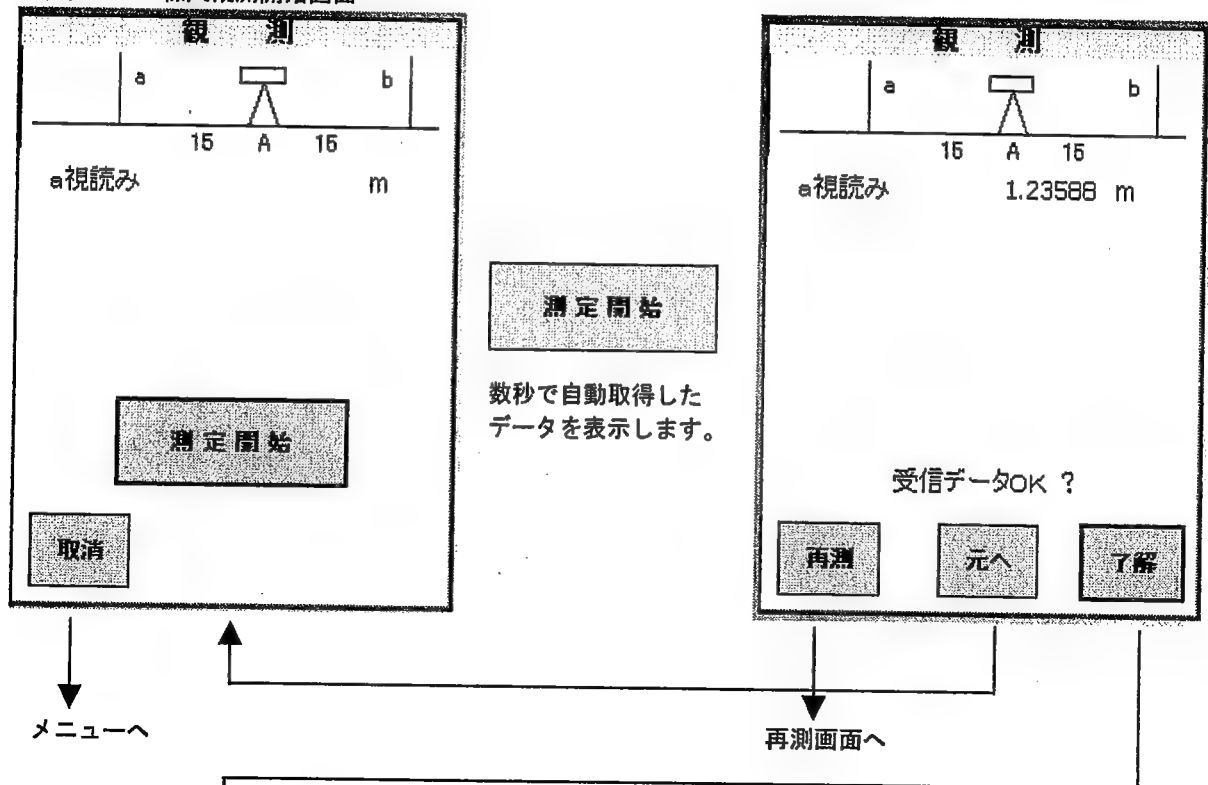 観 測
a b
15 A 15
a視読み m
測定開始
取消
メニューへ
測定開始
数秒で自動取得した
データを表示します。
観 測
a b
15 A 15
a視読み 1.23588 m
受信データOK ?
再測 元へ 了解
再測画面へ